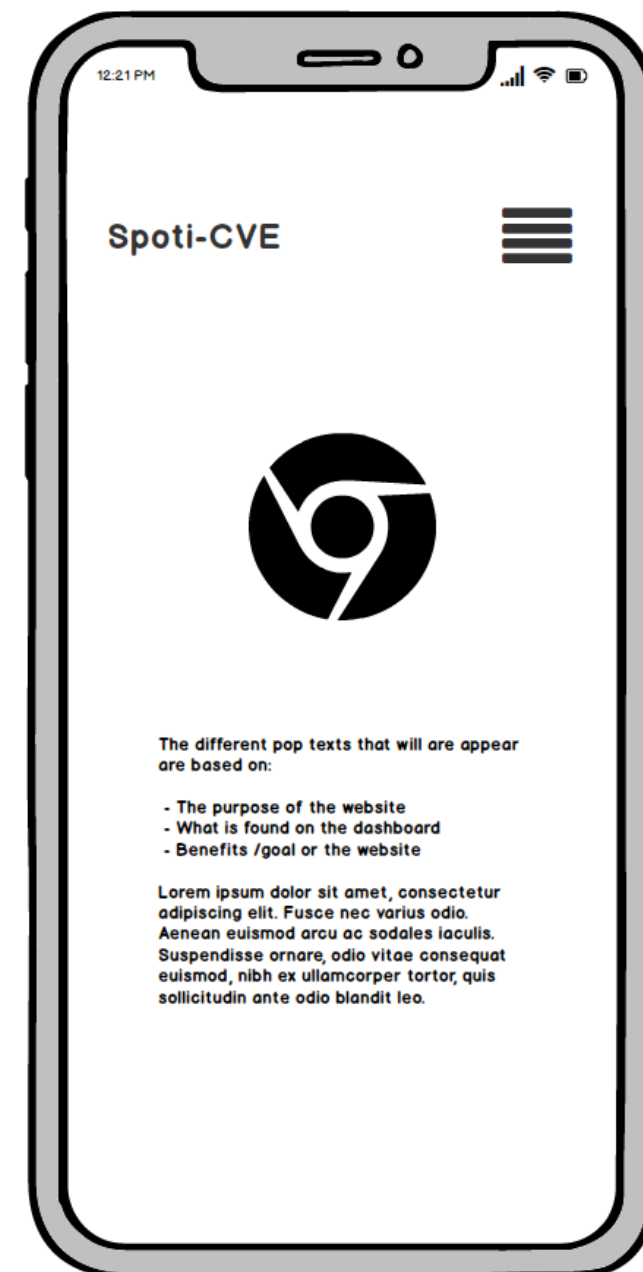 12:21 PM
Spoti-CVE
The different pop texts that will are appear
are based on:
- The purpose of the website
- What is found on the dashboard
- Benefits /goal or the website
Lorem ipsum dolor sit amet, consectetur
adipiscing elit. Fusce nec varius odio.
Aenean euismod arcu ac sodales iaculis.
Suspendisse ornare, odio vitae consequat
euismod, nibh ex ullamcorper tortor, quis
sollicitudin ante odio blandit leo.